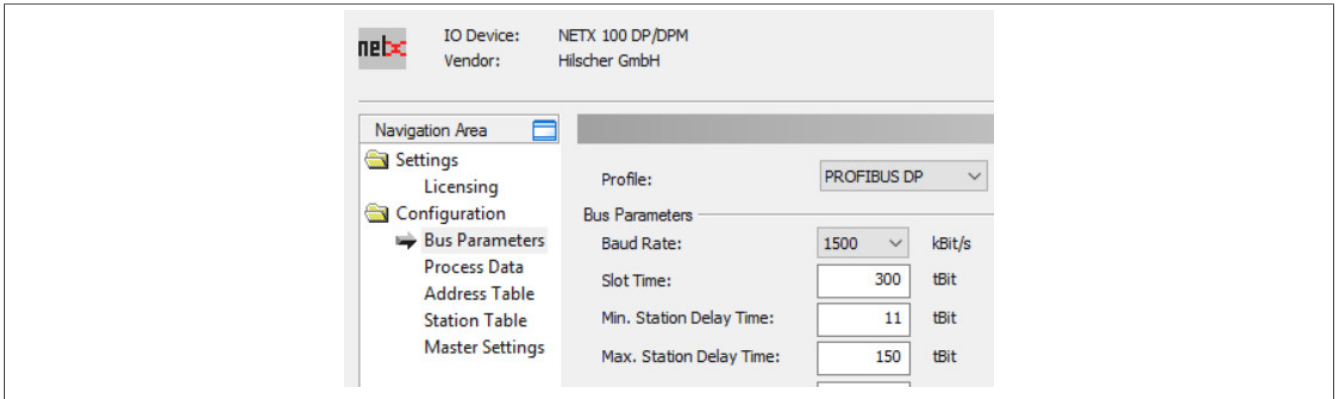 netx
IO Device: NETX 100 DP/DPM
Vendor: Hilscher GmbH
Navigation Area
Settings
Licensing
Configuration
Bus Parameters
Process Data
Address Table
Station Table
Master Settings
Profile: PROFIBUS DP
Bus Parameters
Baud Rate: 1500 kBit/s
Slot Time: 300 tBit
Min. Station Delay Time: 11 tBit
Max. Station Delay Time: 150 tBit